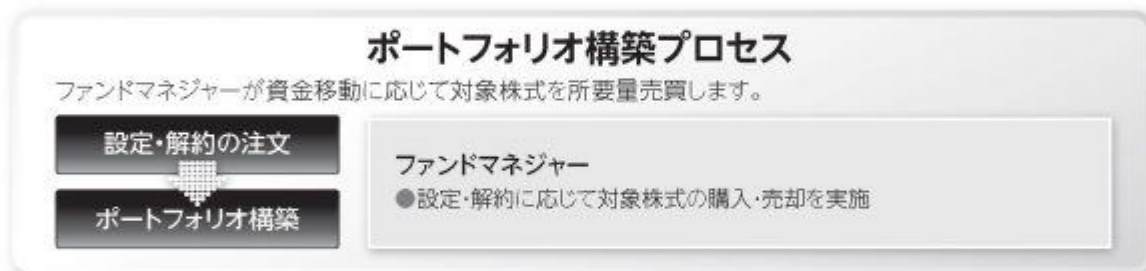 ポートフォリオ構築プロセス
ファンドマネジャーが資金移動に応じて対象株式を所要量売買します。
設定・解約の注文
ポートフォリオ構築
ファンドマネジャー
●設定・解約に応じて対象株式の購入・売却を実施